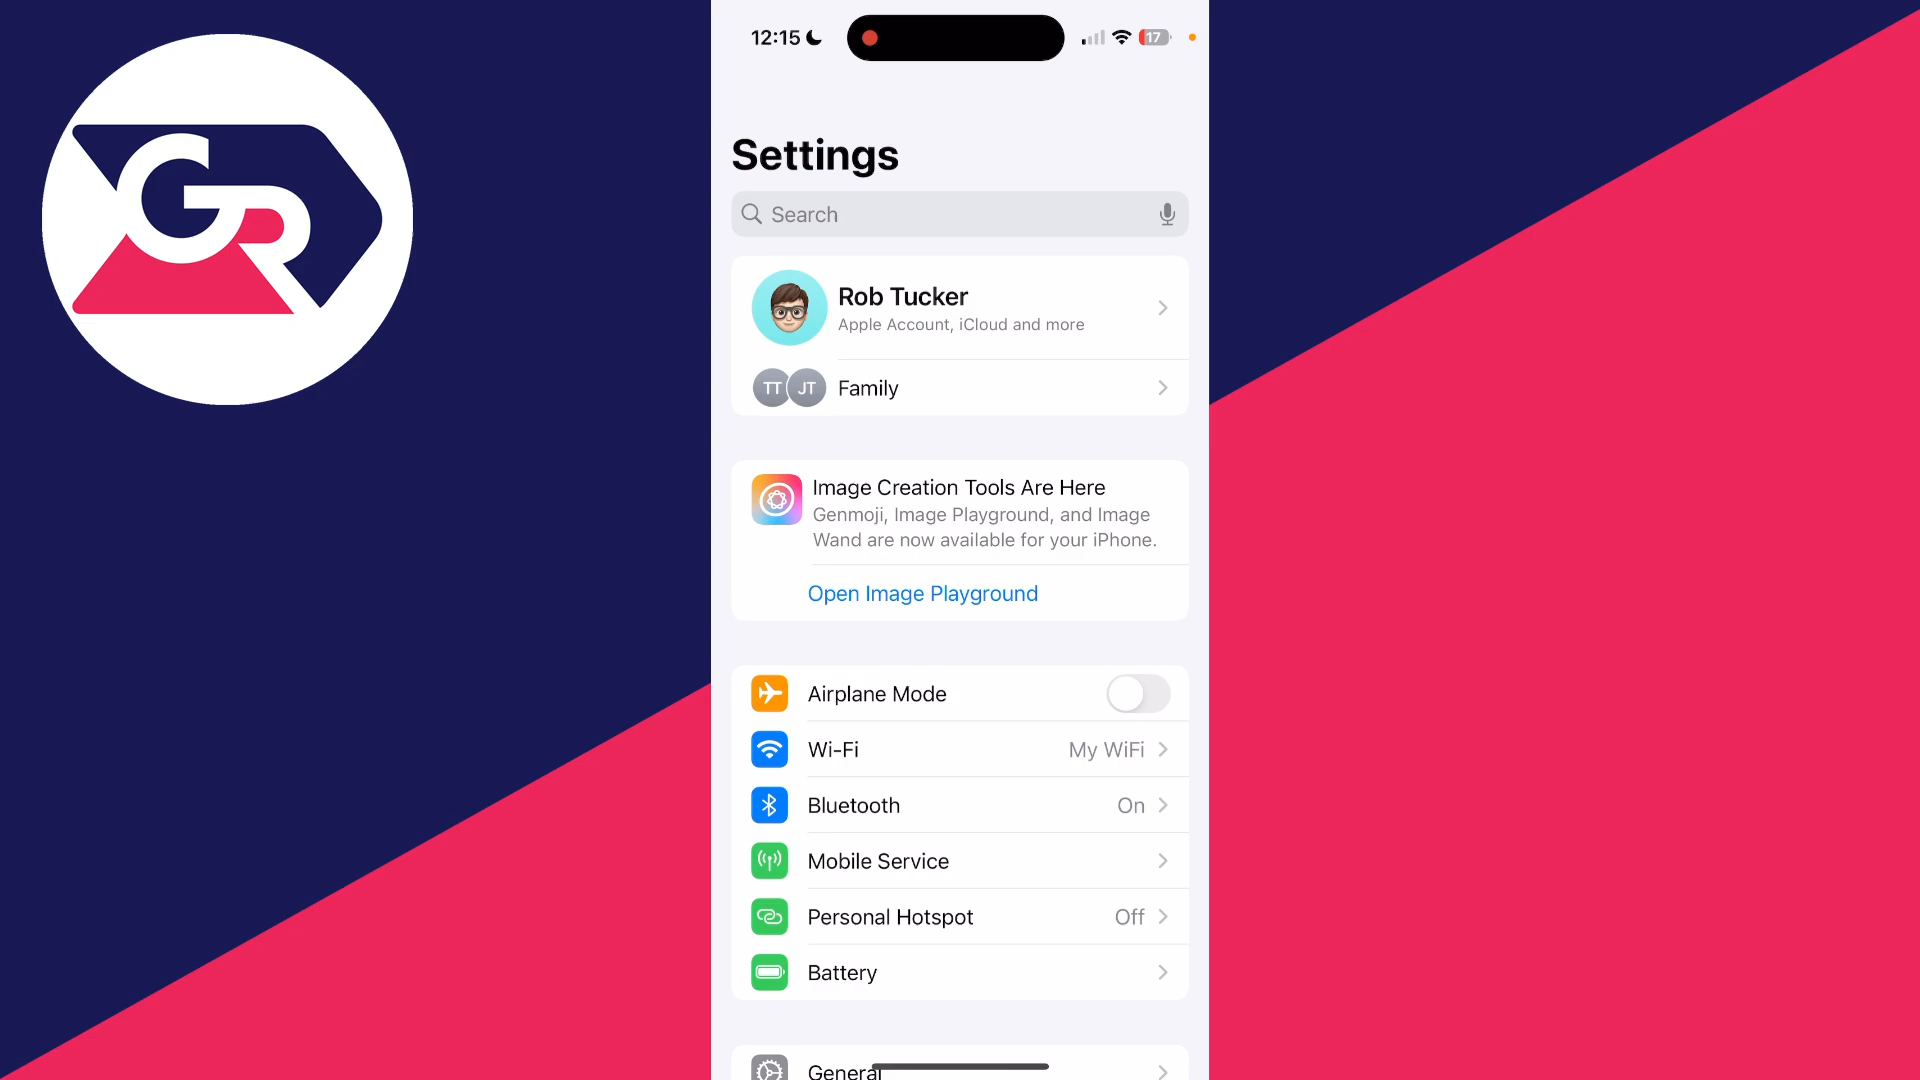 GR
12:15
17
Settings
Search
Rob Tucker
Apple Account, iCloud and more
TT JT Family
Image Creation Tools Are Here
Genmoji, Image Playground, and Image
Wand are now available for your iPhone.
Open Image Playground
Airplane Mode
Wi-Fi My WiFi
Bluetooth On
Mobile Service
Personal Hotspot Off
Battery
General